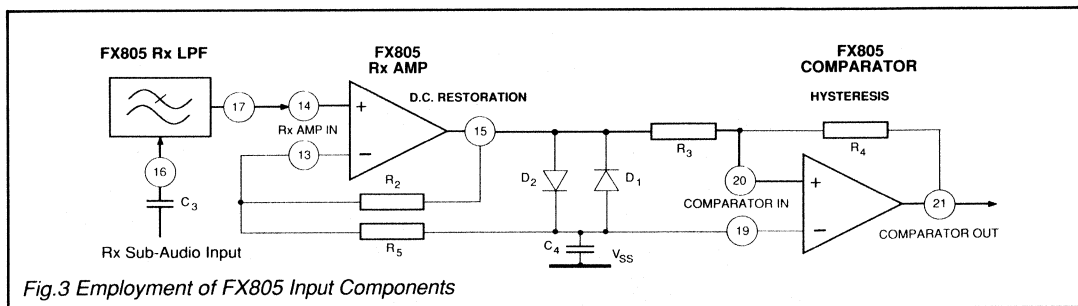 FX805 Rx LPF
FX805
Rx AMP
FX805
COMPARATOR
D.C. RESTORATION
HYSTERESIS
17
14
+
15
Rx AMP IN
R3
R4
13
−
16
D2
D1
20
+
R2
COMPARATOR IN
21
C3
19
−
COMPARATOR OUT
R5
C4
VSS
Rx Sub-Audio Input
Fig.3 Employment of FX805 Input Components